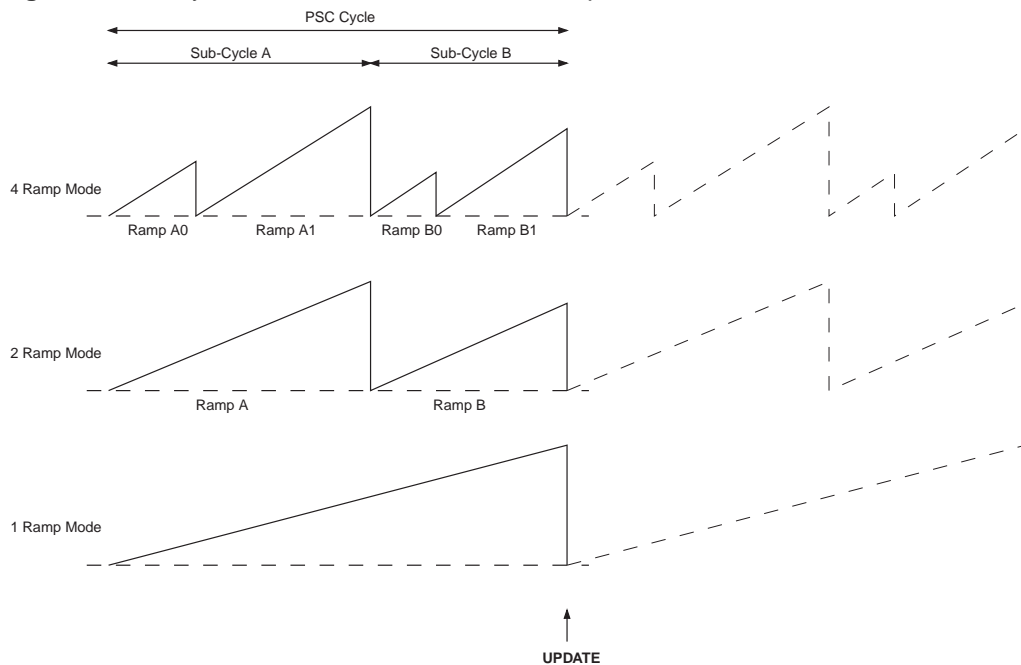 PSC Cycle
Sub-Cycle A
Sub-Cycle B
4 Ramp Mode
Ramp A0
Ramp A1
Ramp B0
Ramp B1
2 Ramp Mode
Ramp A
Ramp B
1 Ramp Mode
UPDATE